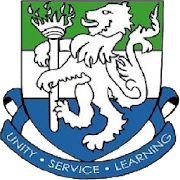 UNITY • SERVICE • LEARNING